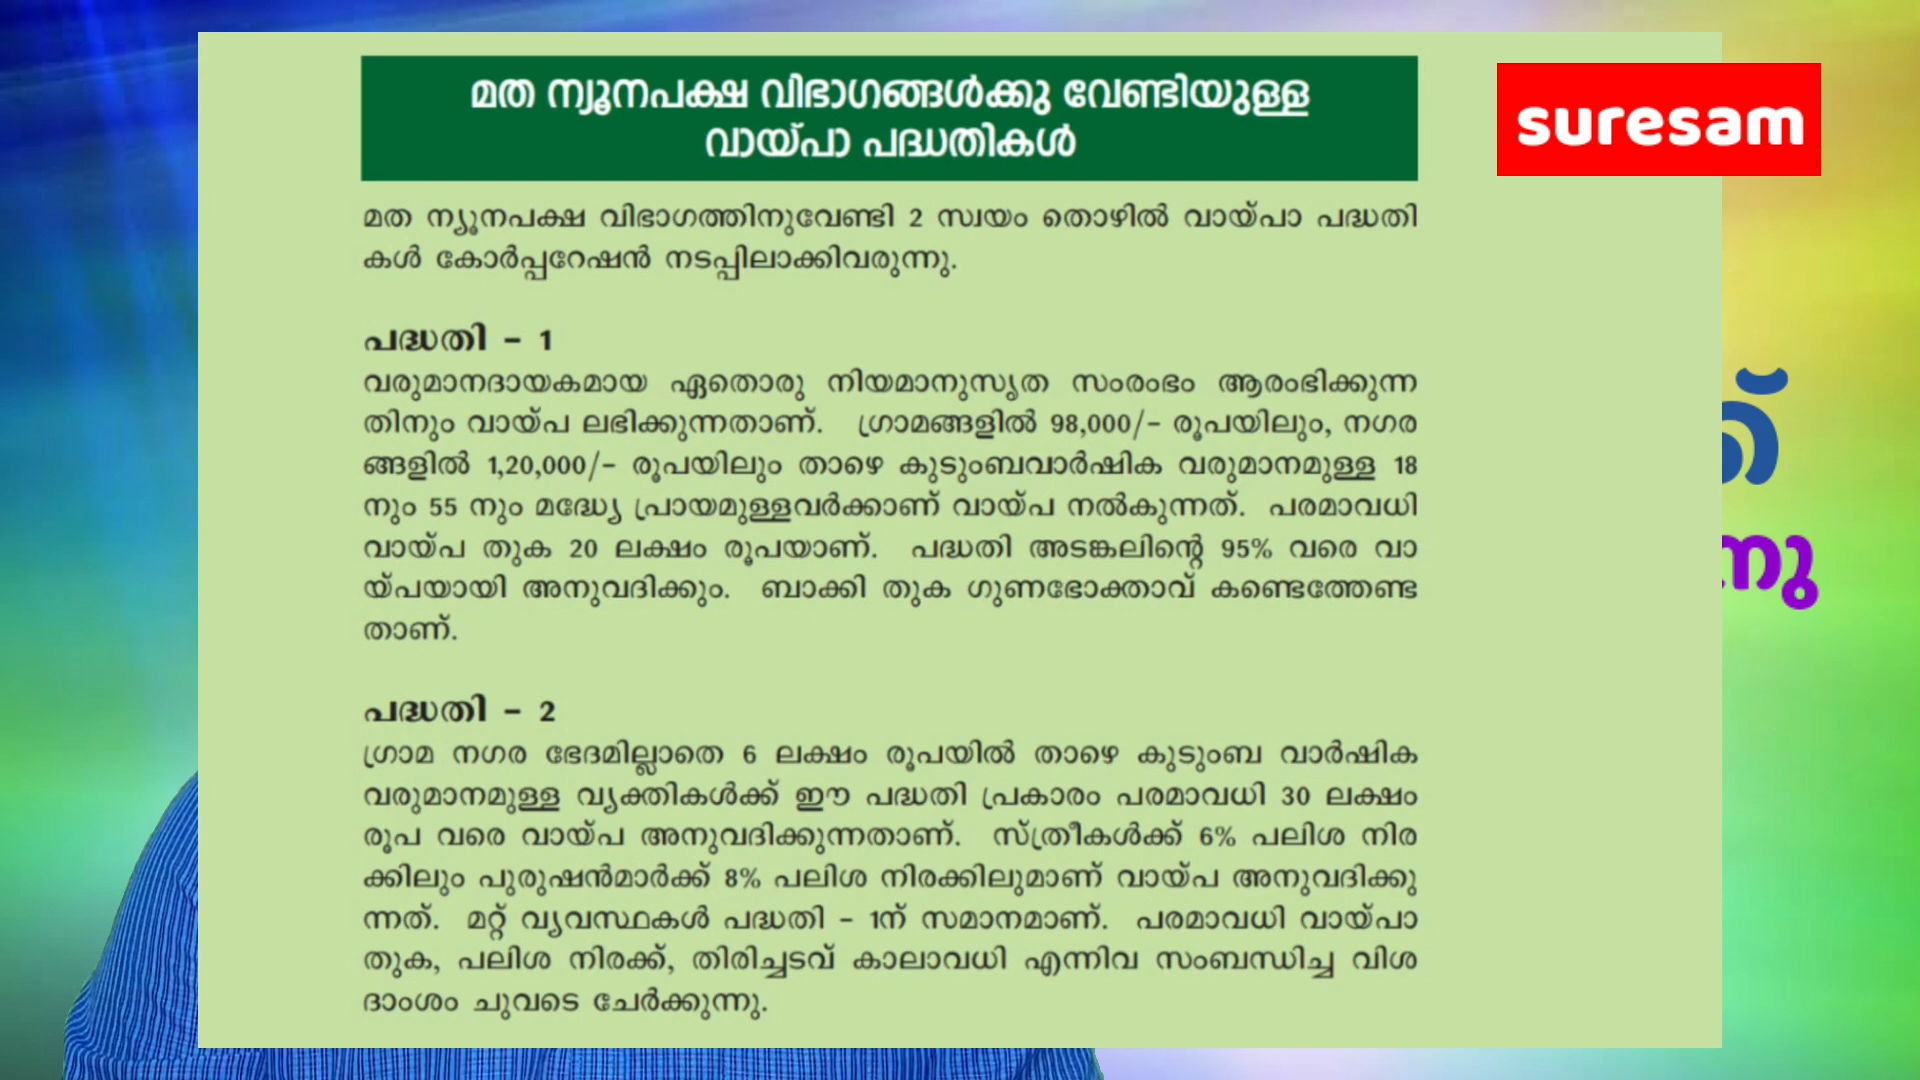 മത ന്യൂനപക്ഷ വിഭാഗങ്ങൾക്കു വേണ്ടിയുള്ള
വായ്പാ പദ്ധതികൾ
suresam
മത ന്യൂനപക്ഷ വിഭാഗത്തിനുവേണ്ടി 2 സ്വയം തൊഴിൽ വായ്പാ പദ്ധതി
കൾ കോർപ്പറേഷൻ നടപ്പിലാക്കിവരുന്നു.
പദ്ധതി - 1
വരുമാനദായകമായ ഏതൊരു നിയമാനുസൃത സംരംഭം ആരംഭിക്കുന്ന
തിനും വായ്പ ലഭിക്കുന്നതാണ്. ഗ്രാമങ്ങളിൽ 98,000/- രൂപയിലും, നഗര
ങ്ങളിൽ 1,20,000/- രൂപയിലും താഴെ കുടുംബവാർഷിക വരുമാനമുള്ള 18
നും 55 നും മദ്ധ്യേ പ്രായമുള്ളവർക്കാണ് വായ്പ നൽകുന്നത്. പരമാവധി
വായ്പ തുക 20 ലക്ഷം രൂപയാണ്. പദ്ധതി അടങ്കലിന്റെ 95% വരെ വാ
യ്പയായി അനുവദിക്കും. ബാക്കി തുക ഗുണഭോക്താവ് കണ്ടെത്തേണ്ട
താണ്.
പദ്ധതി - 2
ഗ്രാമ നഗര ഭേദമില്ലാതെ 6 ലക്ഷം രൂപയിൽ താഴെ കുടുംബ വാർഷിക
വരുമാനമുള്ള വ്യക്തികൾക്ക് ഈ പദ്ധതി പ്രകാരം പരമാവധി 30 ലക്ഷം
രൂപ വരെ വായ്പ അനുവദിക്കുന്നതാണ്. സ്ത്രീകൾക്ക് 6% പലിശ നിര
ക്കിലും പുരുഷൻമാർക്ക് 8% പലിശ നിരക്കിലുമാണ് വായ്പ അനുവദിക്കു
ന്നത്. മറ്റ് വ്യവസ്ഥകൾ പദ്ധതി - 1ന് സമാനമാണ്. പരമാവധി വായ്പാ
തുക, പലിശ നിരക്ക്, തിരിച്ചടവ് കാലാവധി എന്നിവ സംബന്ധിച്ച വിശ
ദാംശം ചുവടെ ചേർക്കുന്നു.